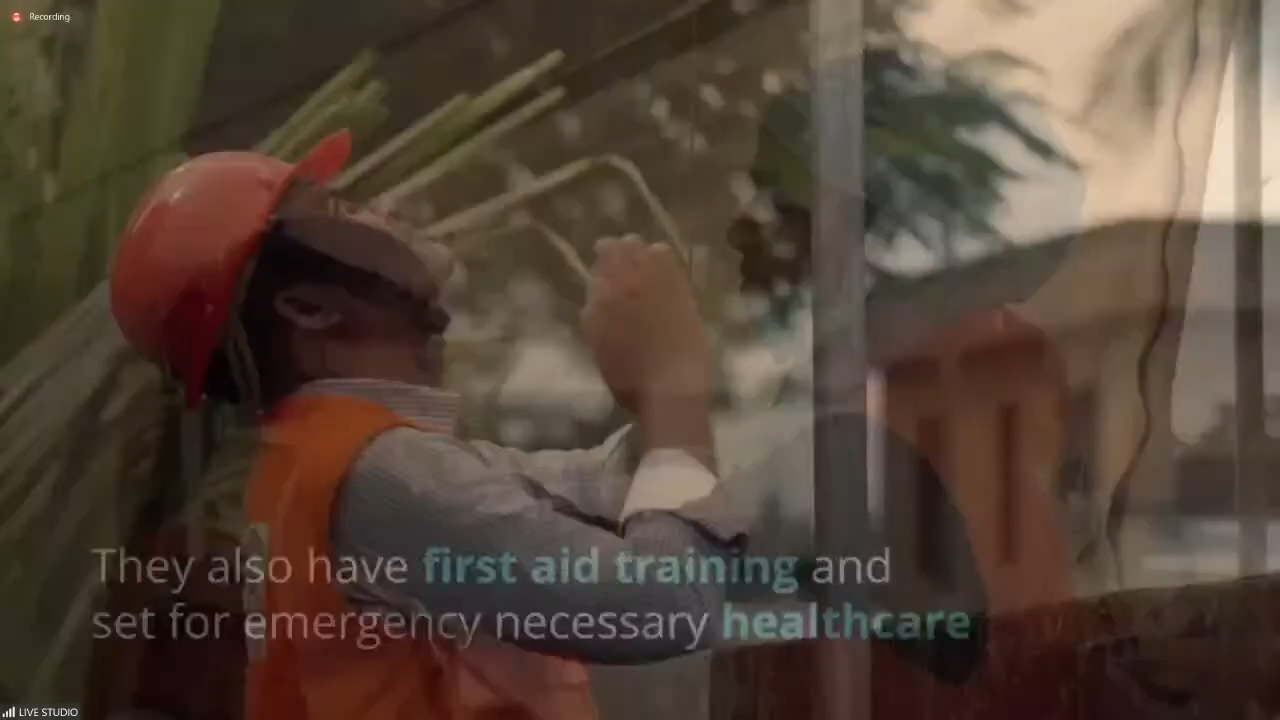 Recording
They also have first aid training and
set for emergency necessary healthcare
LIVE STUDIO